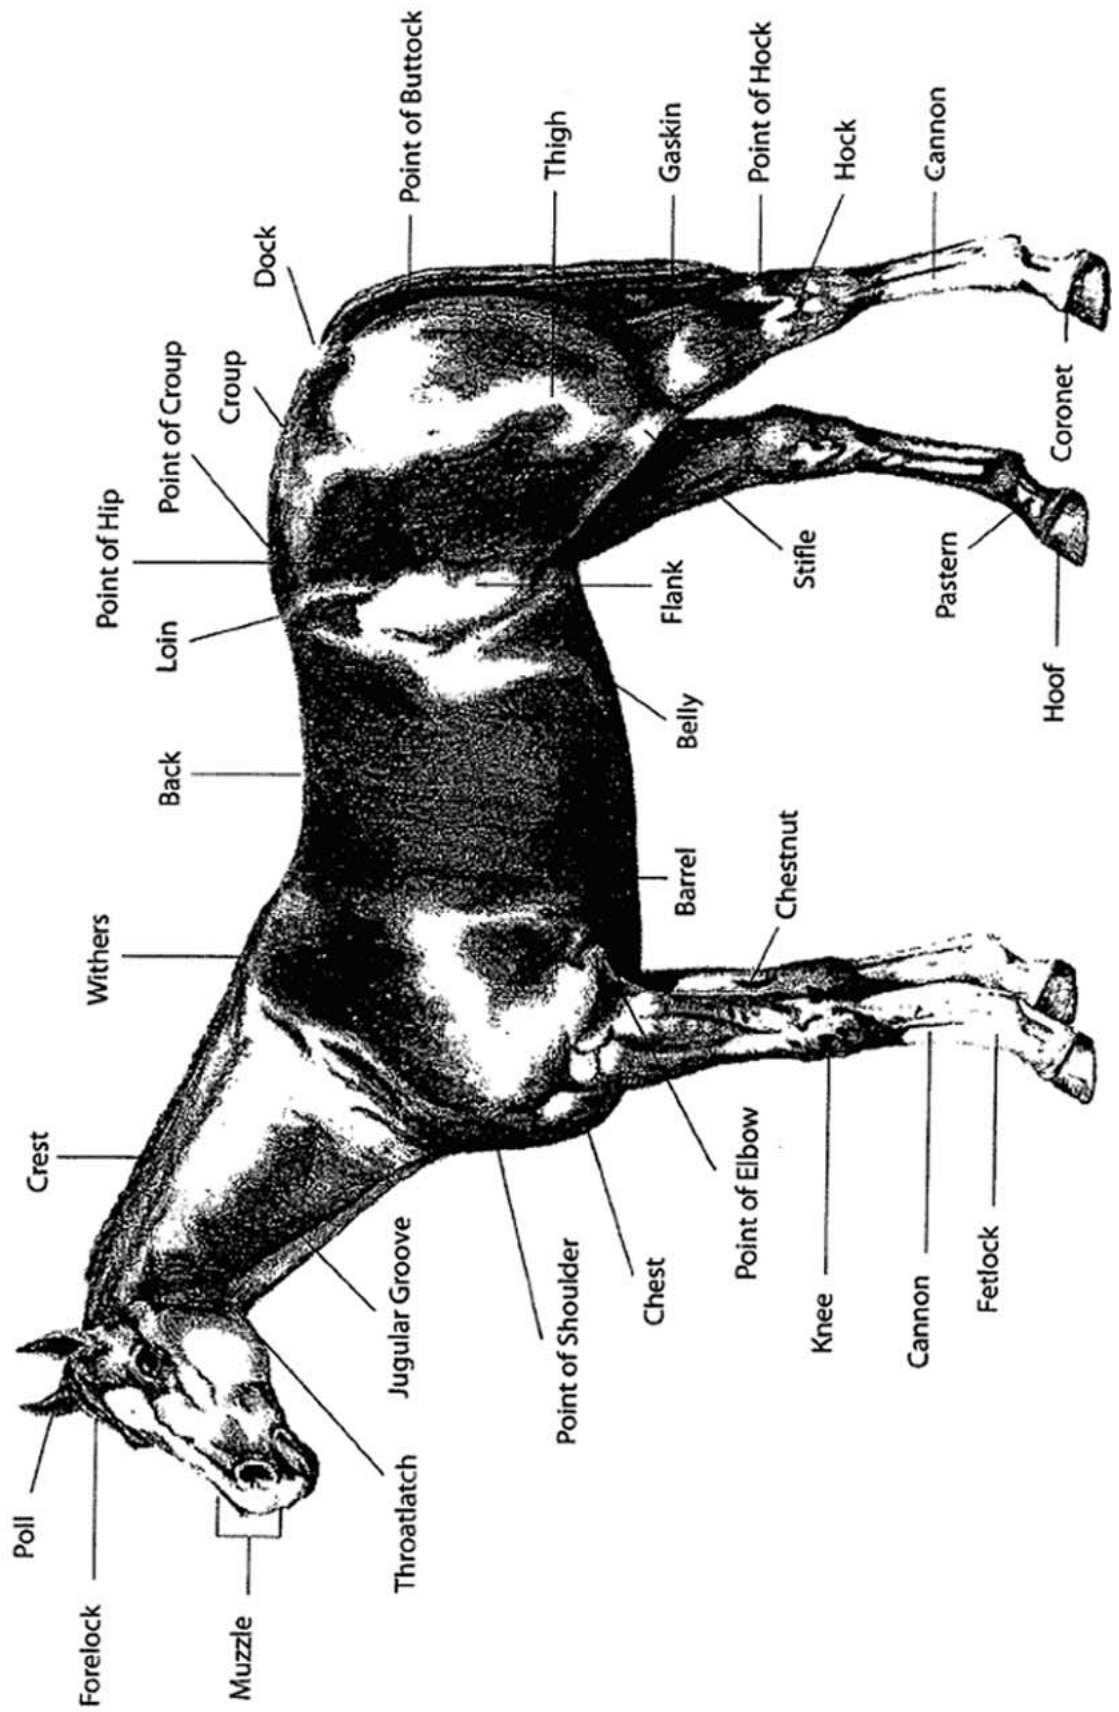 Poll
Forelock
Muzzle
Throatlatch
Jugular Groove
Crest
Withers
Back
Loin
Point of Hip
Point of Croup
Croup
Dock
Point of Buttock
Thigh
Gaskin
Point of Hock
Hock
Cannon
Coronet
Pastern
Hoof
Stifle
Flank
Belly
Barrel
Chestnut
Point of Elbow
Point of Shoulder
Chest
Knee
Cannon
Fetlock